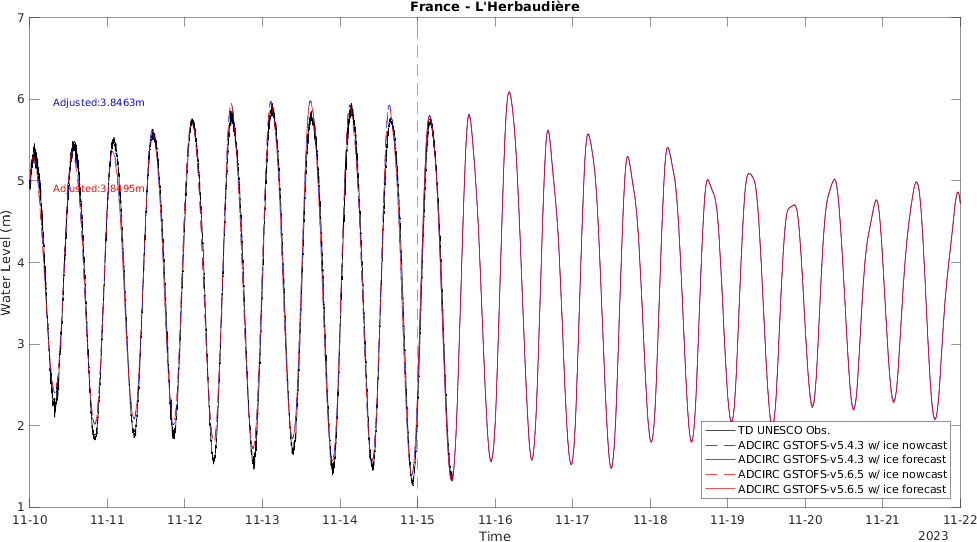 France - L'Herbaudière
7
6
5
4
3
2
1
Water Level (m)
Adjusted:3.8463m
Adjusted:3.8495m
TD UNESCO Obs.
ADCIRC GSTOFS-v5.4.3 w/ ice nowcast
ADCIRC GSTOFS-v5.4.3 w/ ice forecast
ADCIRC GSTOFS-v5.6.5 w/ ice nowcast
ADCIRC GSTOFS-v5.6.5 w/ ice forecast
11-10 11-11 11-12 11-13 11-14 11-15 11-16 11-17 11-18 11-19 11-20 11-21 11-22
Time
2023